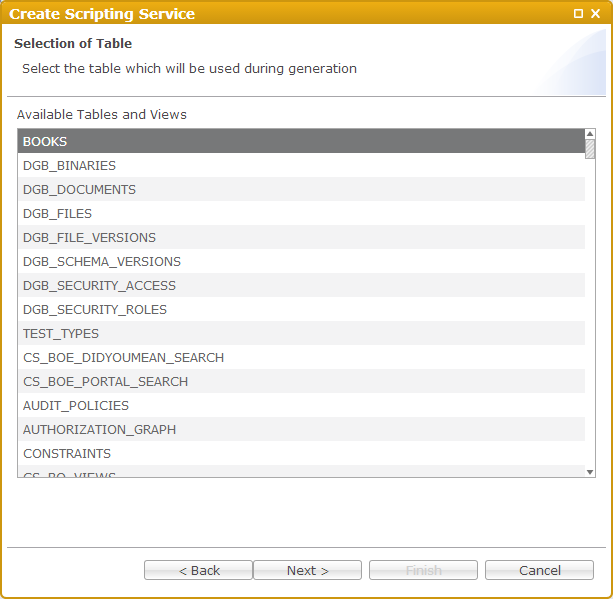 Create Scripting Service
Selection of Table
Select the table which will be used during generation
Available Tables and Views
BOOKS
DGB_BINARIES
DGB_DOCUMENTS
DGB_FILES
DGB_FILE_VERSIONS
DGB_SCHEMA_VERSIONS
DGB_SECURITY_ACCESS
DGB_SECURITY_ROLES
TEST_TYPES
CS_BOE_DIDYOUMEAN_SEARCH
CS_BOE_PORTAL_SEARCH
AUDIT_POLICIES
AUTHORIZATION_GRAPH
CONSTRAINTS
CS_BO_VIEWS
< Back Next > Finish Cancel